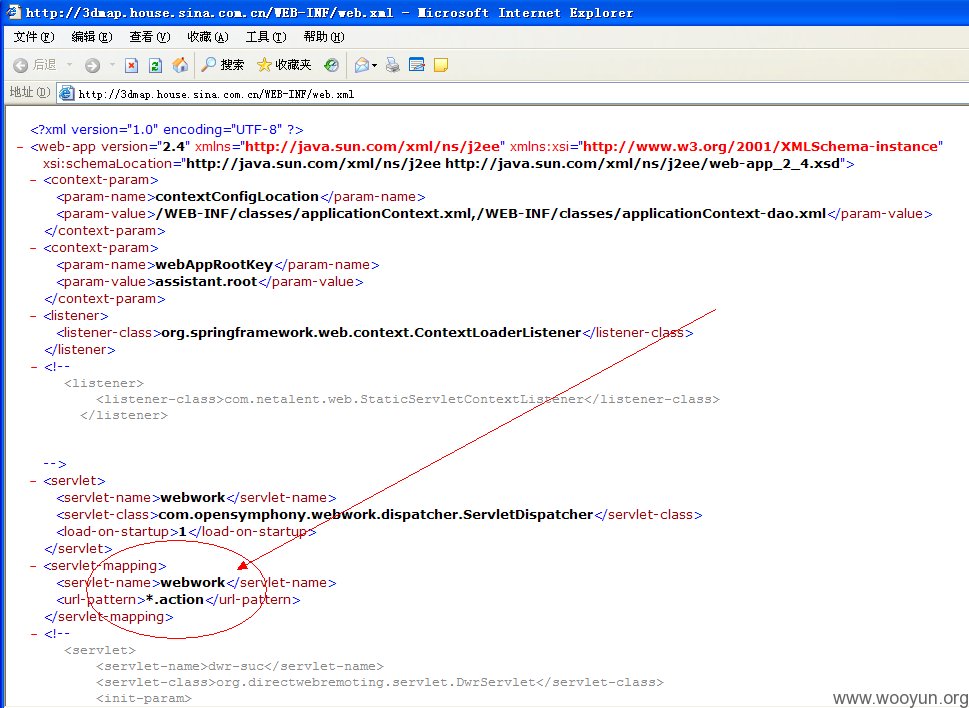 http://3dmap.house.sina.com.cn/WEB-INF/web.xml - Microsoft Internet Explorer
文件(F) 编辑(E) 查看(V) 收藏(A) 工具(T) 帮助(H)
后退 搜索 收藏夹
地址(D) http://3dmap.house.sina.com.cn/WEB-INF/web.xml
<?xml version="1.0" encoding="UTF-8" ?>
- <web-app version="2.4" xmlns="http://java.sun.com/xml/ns/j2ee" xmlns:xsi="http://www.w3.org/2001/XMLSchema-instance"
xsi:schemaLocation="http://java.sun.com/xml/ns/j2ee http://java.sun.com/xml/ns/j2ee/web-app_2_4.xsd">
- <context-param>
<param-name>contextConfigLocation</param-name>
<param-value>/WEB-INF/classes/applicationContext.xml,/WEB-INF/classes/applicationContext-dao.xml</param-value>
</context-param>
- <context-param>
<param-name>webAppRootKey</param-name>
<param-value>assistant.root</param-value>
</context-param>
- <listener>
<listener-class>org.springframework.web.context.ContextLoaderListener</listener-class>
</listener>
- <!--
<listener>
<listener-class>com.netalent.web.StaticServletContextListener</listener-class>
</listener>
-->
- <servlet>
<servlet-name>webwork</servlet-name>
<servlet-class>com.opensymphony.webwork.dispatcher.ServletDispatcher</servlet-class>
<load-on-startup>1</load-on-startup>
</servlet>
- <servlet-mapping>
<servlet-name>webwork</servlet-name>
<url-pattern>*.action</url-pattern>
</servlet-mapping>
- <!--
<servlet>
<servlet-name>dwr-suc</servlet-name>
<servlet-class>org.directwebremoting.servlet.DwrServlet</servlet-class>
<init-param>
www.wooyun.org